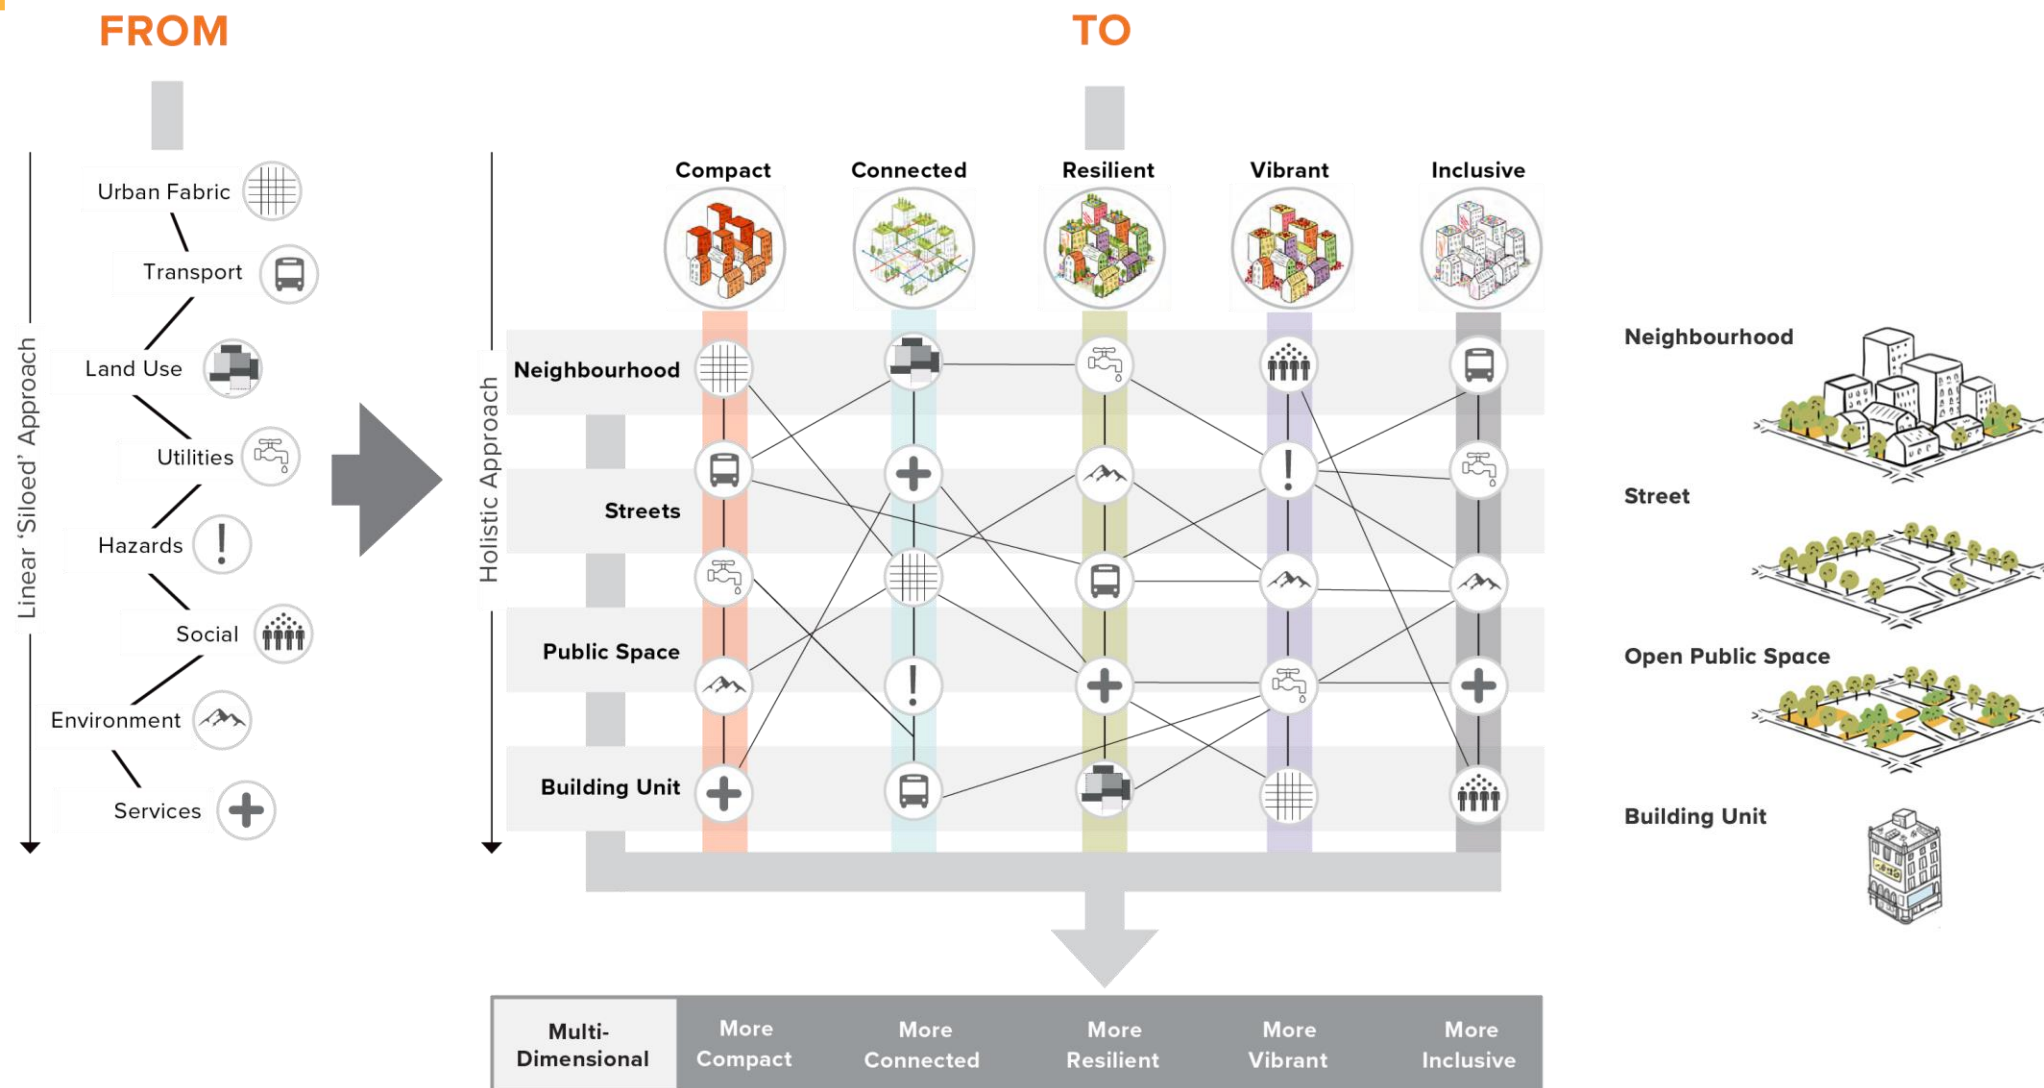 FROM
TO
Linear ‘Siloed’ Approach
Urban Fabric
Transport
Land Use
Utilities
Hazards
Social
Environment
Services
Holistic Approach
Compact
Connected
Resilient
Vibrant
Inclusive
Neighbourhood
Streets
Public Space
Building Unit
Neighbourhood
Street
Open Public Space
Building Unit
Multi-
Dimensional
More
Compact
More
Connected
More
Resilient
More
Vibrant
More
Inclusive